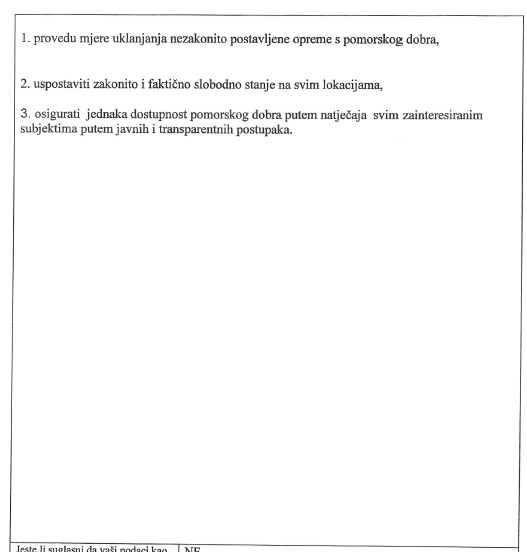 1. provedu mjere uklanjanja nezakonito postavljene opreme s pomorskog dobra,
2. uspostaviti zakonito i faktično slobodno stanje na svim lokacijama,
3. osigurati jednaka dostupnost pomorskog dobra putem natječaja svim zainteresiranim
subjektima putem javnih i transparentnih postupaka.
Jeste li suglasni da vaši podaci kao NE